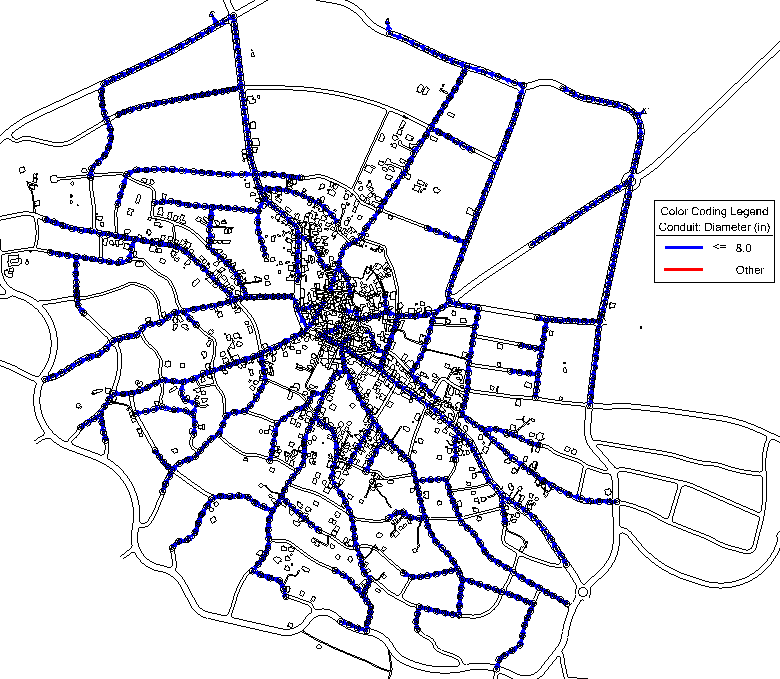 Color Coding Legend
Conduit: Diameter (in)
<= 8.0
Other